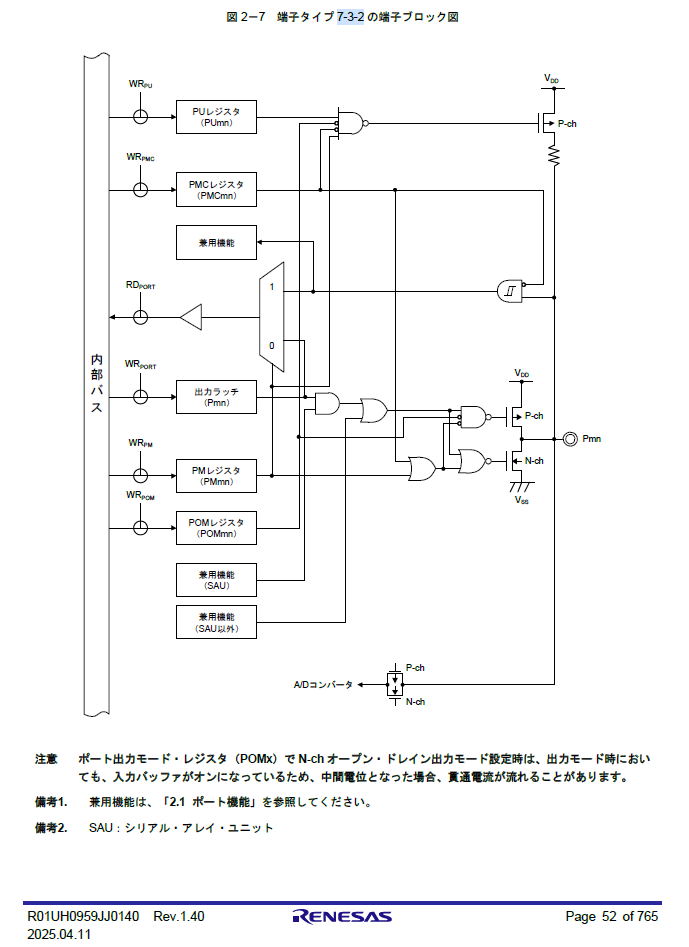 図 2－7　端子タイプ 7-3-2 の端子ブロック図
VDD
WRPU
PUレジスタ
（PUmn）
P-ch
WRPMC
PMCレジスタ
（PMCmn）
兼用機能
1
RDPORT
0
内部バス
WRPORT
出力ラッチ
（Pmn）
VDD
P-ch
Pmn
WRPM
PMレジスタ
（PMmn）
N-ch
VSS
WRPOM
POMレジスタ
（POMmn）
兼用機能
（SAU）
兼用機能
（SAU以外）
P-ch
A/Dコンバータ
N-ch
注意　ポート出力モード・レジスタ（POMx）で N-ch オープン・ドレイン出力モード設定時は、出力モード時におい
ても、入力バッファがオンになっているため、中間電位となった場合、貫通電流が流れることがあります。
備考1.　兼用機能は、「2.1 ポート機能」を参照してください。
備考2.　SAU：シリアル・アレイ・ユニット
R01UH0959JJ0140　Rev.1.40　RENESAS　Page 52 of 765
2025.04.11